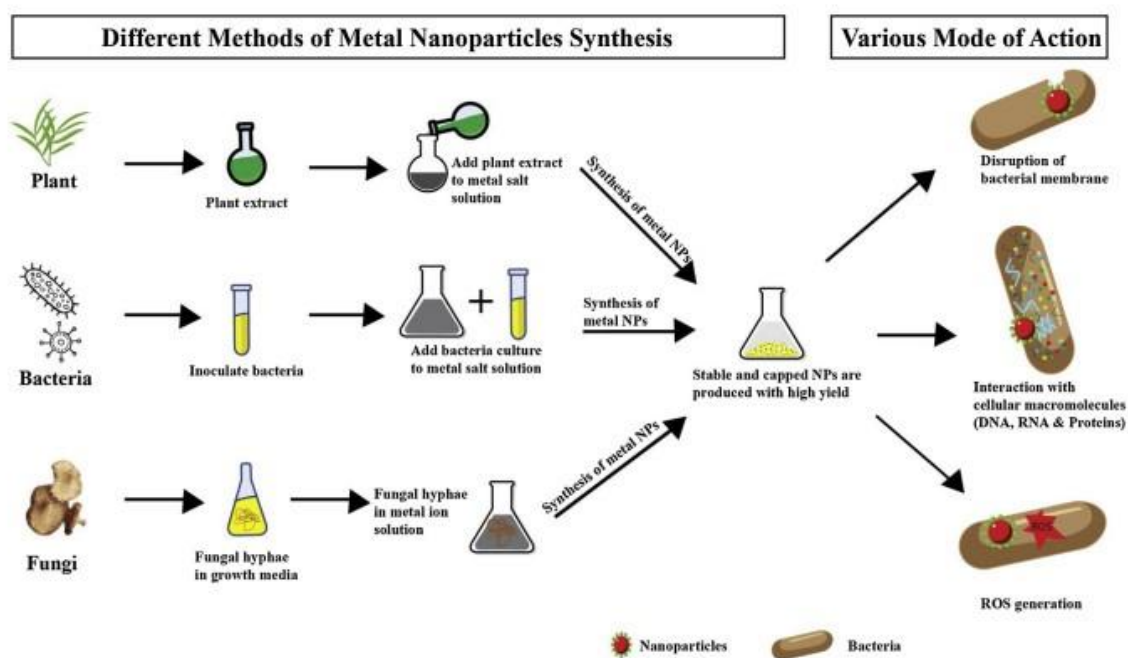 Different Methods of Metal Nanoparticles Synthesis
Various Mode of Action
Plant
Plant extract
Add plant extract
to metal salt
solution
Synthesis of metal NPs
Disruption of
bacterial membrane
Bacteria
Inoculate bacteria
Add bacteria culture
to metal salt solution
Synthesis of
metal NPs
Stable and capped NPs are
produced with high yield
Interaction with
cellular macromolecules
(DNA, RNA & Proteins)
Fungi
Fungal hyphae
in growth media
Fungal hyphae
in metal ion
solution
Synthesis of metal NPs
ROS
ROS generation
Nanoparticles
Bacteria